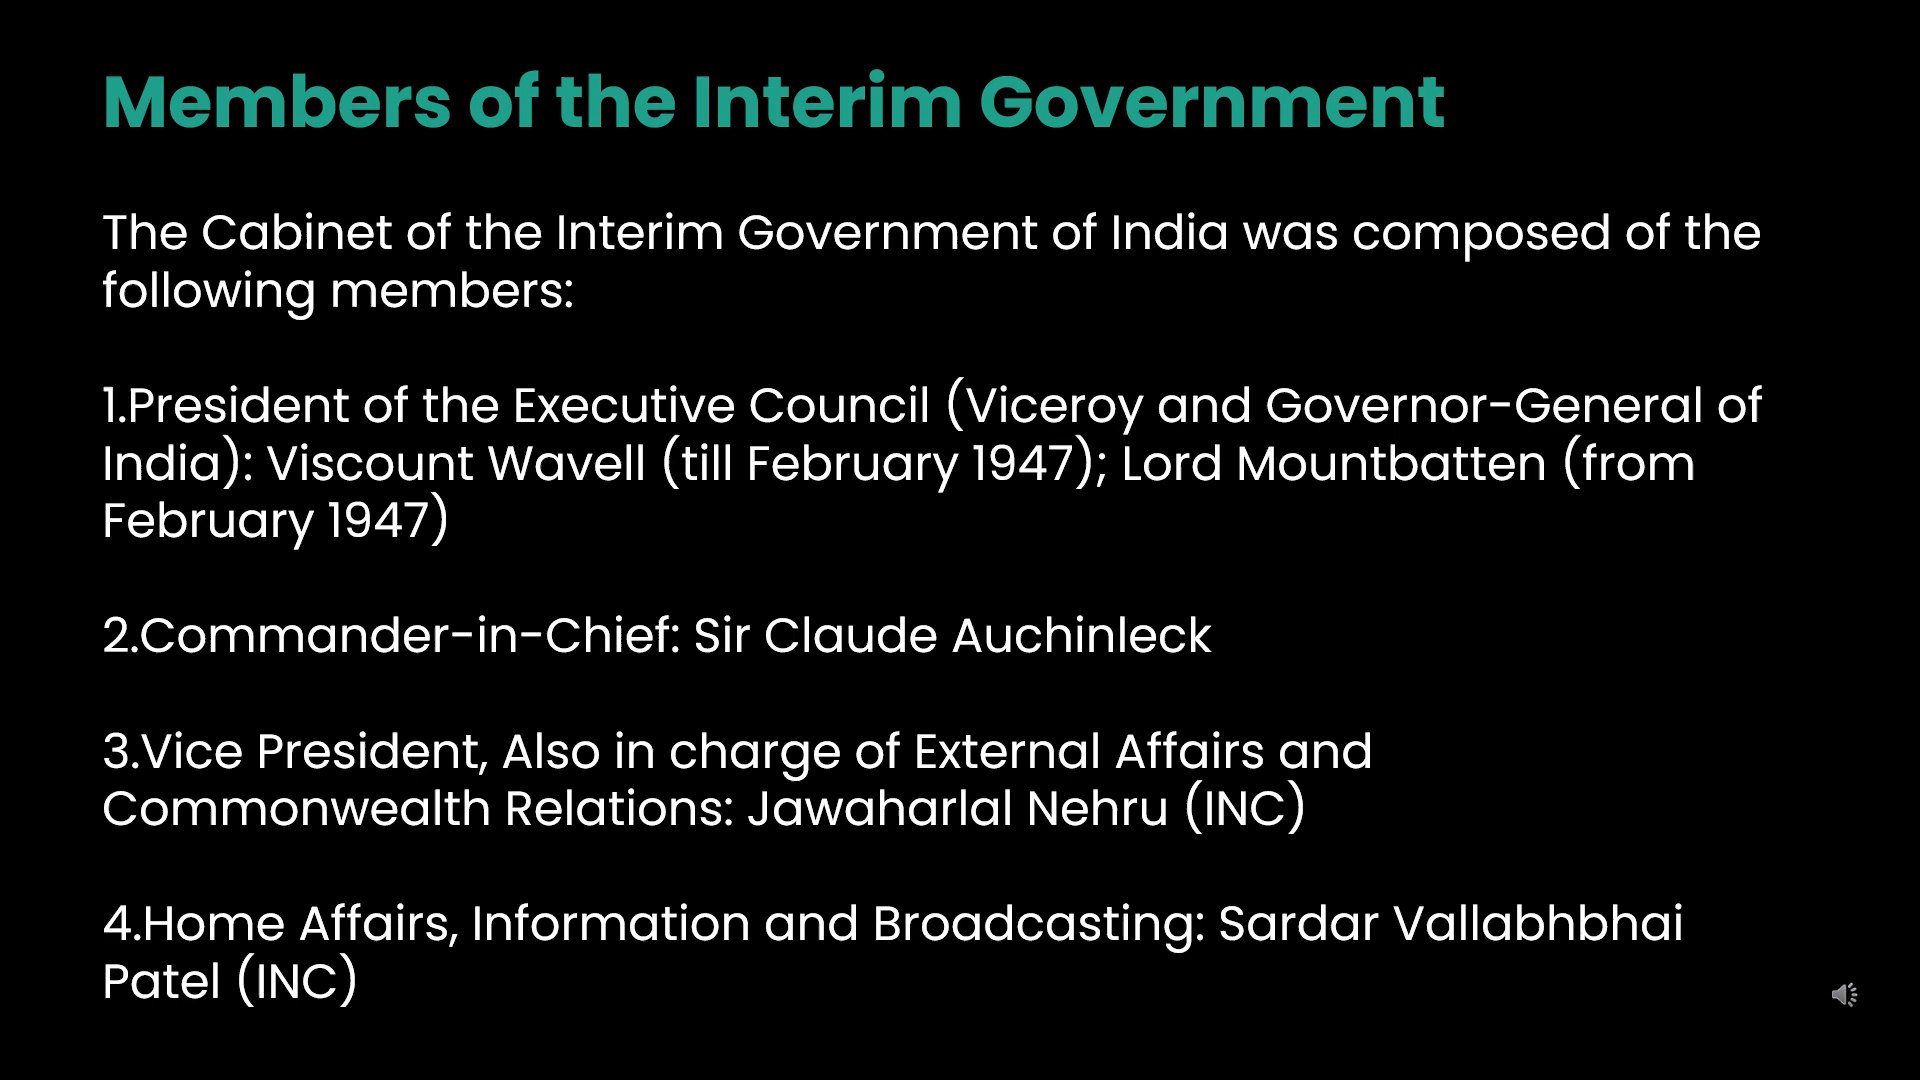 Members of the Interim Government
The Cabinet of the Interim Government of India was composed of the
following members:
1.President of the Executive Council (Viceroy and Governor-General of
India): Viscount Wavell (till February 1947); Lord Mountbatten (from
February 1947)
2.Commander-in-Chief: Sir Claude Auchinleck
3.Vice President, Also in charge of External Affairs and
Commonwealth Relations: Jawaharlal Nehru (INC)
4.Home Affairs, Information and Broadcasting: Sardar Vallabhbhai
Patel (INC)